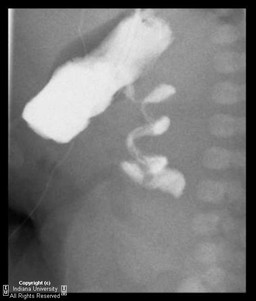 Copyright (c)
Indiana University
All Rights Reserved